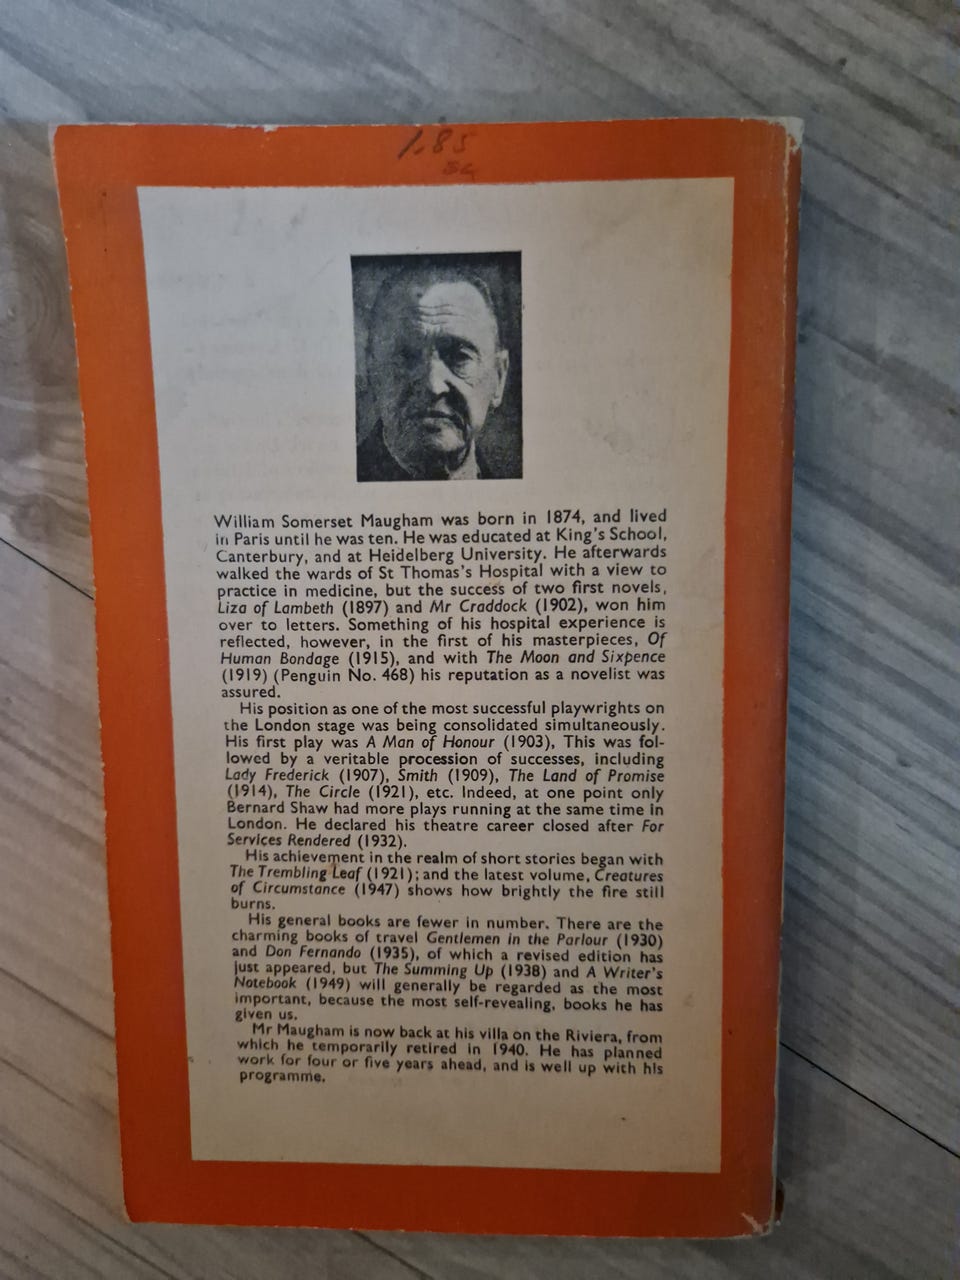 1.85
William Somerset Maugham was born in 1874, and lived
in Paris until he was ten. He was educated at King's School,
Canterbury, and at Heidelberg University. He afterwards
walked the wards of St Thomas's Hospital with a view to
practice in medicine, but the success of two first novels,
Liza of Lambeth (1897) and Mr Craddock (1902), won him
over to letters. Something of his hospital experience is
reflected, however, in the first of his masterpieces, Of
Human Bondage (1915), and with The Moon and Sixpence
(1919) (Penguin No. 468) his reputation as a novelist was
assured.
His position as one of the most successful playwrights on
the London stage was being consolidated simultaneously.
His first play was A Man of Honour (1903), This was fol-
lowed by a veritable procession of successes, including
Lady Frederick (1907), Smith (1909), The Land of Promise
(1914), The Circle (1921), etc. Indeed, at one point only
Bernard Shaw had more plays running at the same time in
London. He declared his theatre career closed after For
Services Rendered (1932).
His achievement in the realm of short stories began with
The Trembling Leaf (1921); and the latest volume, Creatures
of Circumstance (1947) shows how brightly the fire still
burns.
His general books are fewer in number. There are the
charming books of travel Gentlemen in the Parlour (1930)
and Don Fernando (1935), of which a revised edition has
just appeared, but The Summing Up (1938) and A Writer's
Notebook (1949) will generally be regarded as the most
important, because the most self-revealing, books he has
given us.
Mr Maugham is now back at his villa on the Riviera, from
which he temporarily retired in 1940. He has planned
work for four or five years ahead, and is well up with his
programme.